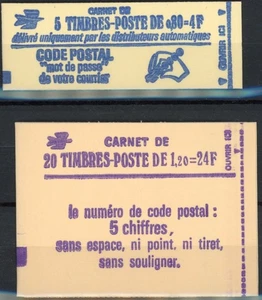 CARNET DE
5 TIMBRES-POSTE DE 0,80=4F
délivré uniquement par les distributeurs automatiques
CODE POSTAL
"mot de passe"
de votre courrier
OUVRIR ICI
CARNET DE
20 TIMBRES-POSTE DE 1,20=24F
OUVRIR ICI
le numéro de code postal :
5 chiffres,
sans espace, ni point, ni tiret,
sans souligner.